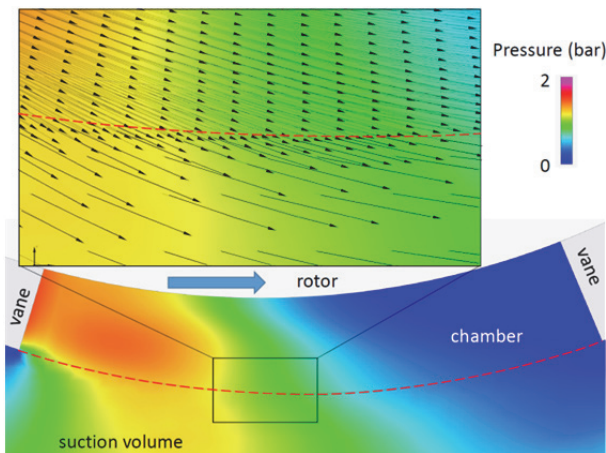 Pressure (bar)
2
0
vane
rotor
vane
chamber
suction volume